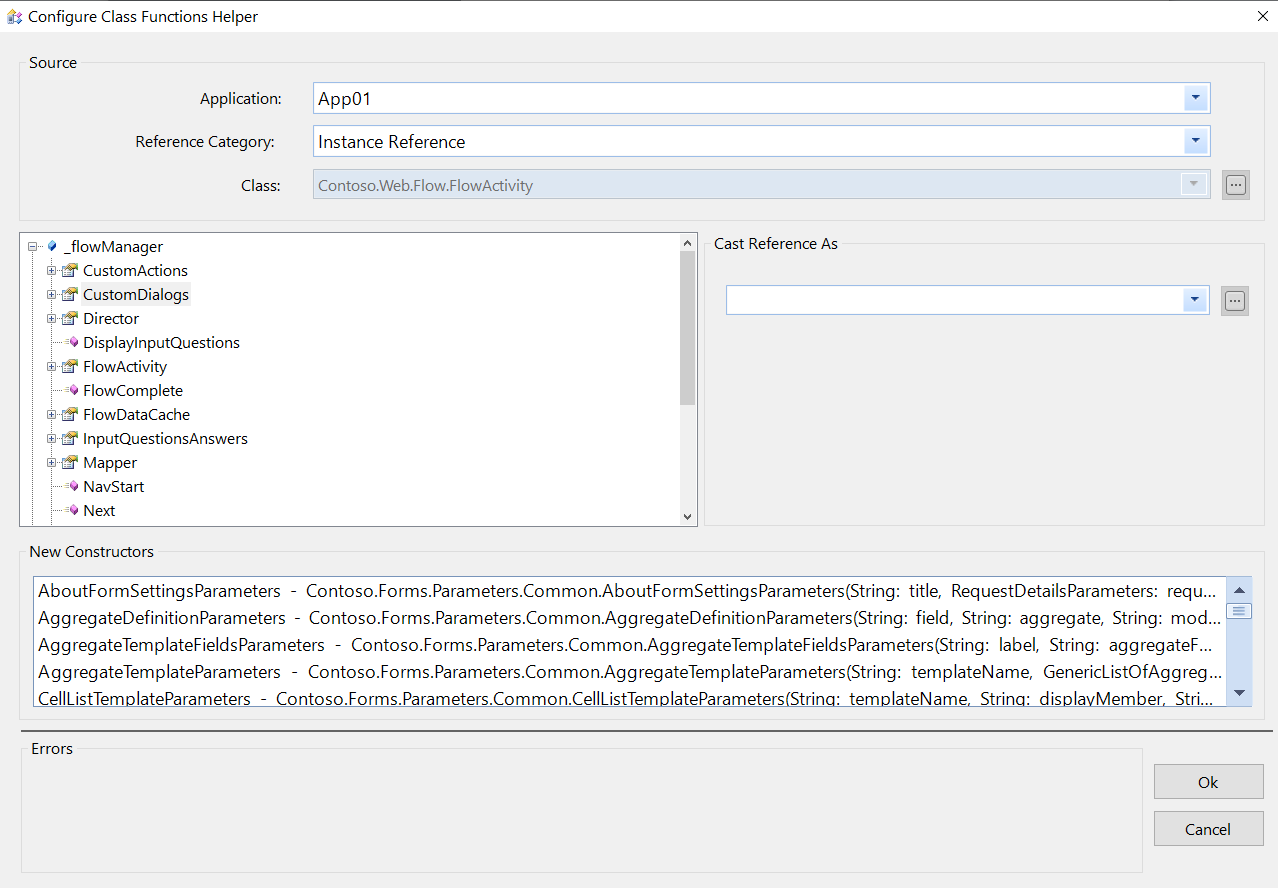 Configure Class Functions Helper
Source
Application: App01
Reference Category: Instance Reference
Class: Contoso.Web.Flow.FlowActivity
_flowManager
CustomActions
CustomDialogs
Director
DisplayInputQuestions
FlowActivity
FlowComplete
FlowDataCache
InputQuestionsAnswers
Mapper
NavStart
Next
Cast Reference As
New Constructors
AboutFormSettingsParameters - Contoso.Forms.Parameters.Common.AboutFormSettingsParameters(String: title, RequestDetailsParameters: requ...
AggregateDefinitionParameters - Contoso.Forms.Parameters.Common.AggregateDefinitionParameters(String: field, String: aggregate, String: mod...
AggregateTemplateFieldsParameters - Contoso.Forms.Parameters.Common.AggregateTemplateFieldsParameters(String: label, String: aggregateF...
AggregateTemplateParameters - Contoso.Forms.Parameters.Common.AggregateTemplateParameters(String: templateName, GenericListOfAggreg...
CellListTemplateParameters - Contoso.Forms.Parameters.Common.CellListTemplateParameters(String: templateName, String: displayMember, Stri...
Errors
Ok
Cancel